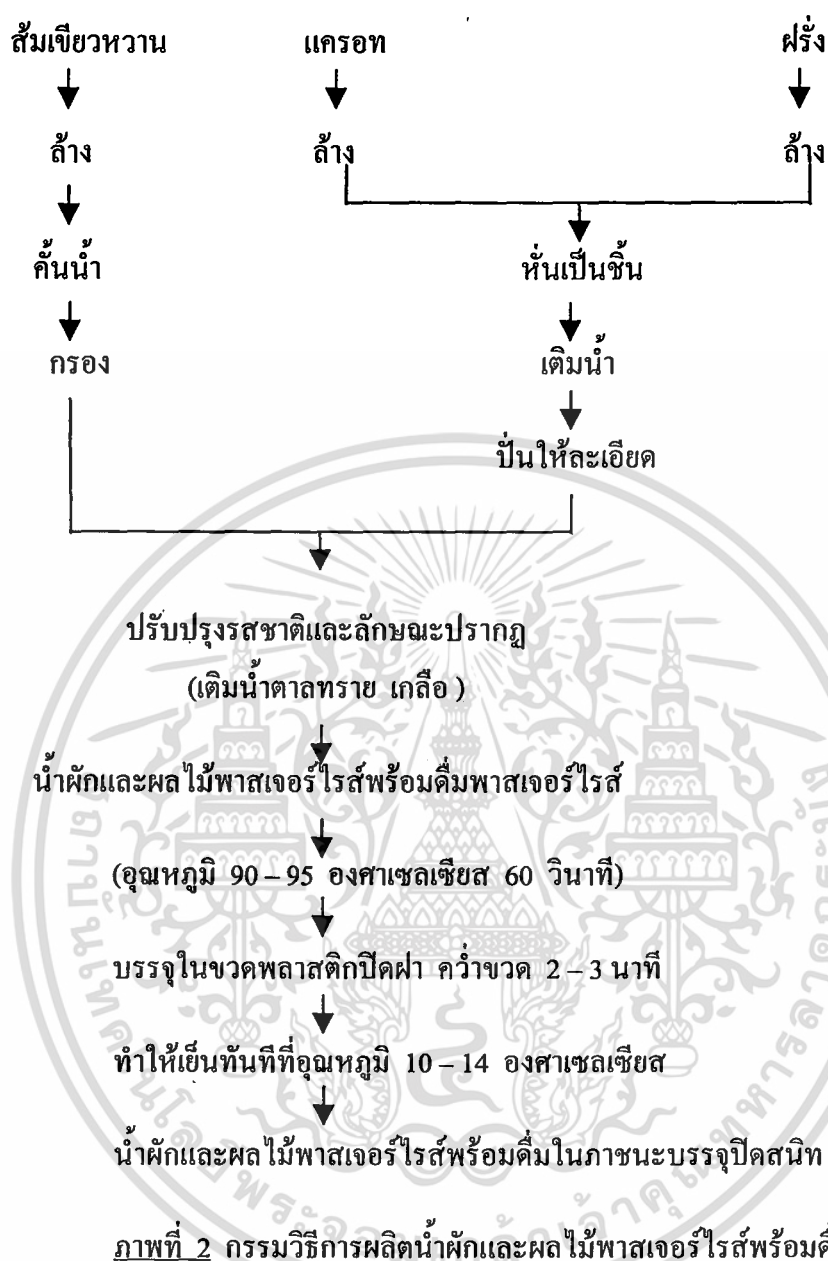 ส้มเขียวหวาน แครอท ฝรั่ง
ล้าง ล้าง ล้าง
คั้นน้ำ หั่นเป็นชิ้น
กรอง เติมน้ำ
ปั่นให้ละเอียด
ปรับปรุงรสชาติและลักษณะปรากฏ
(เติมน้ำตาลทราย เกลือ )
น้ำผักและผลไม้พาสเจอร์ไรส์พร้อมดื่มพาสเจอร์ไรส์
(อุณหภูมิ 90 – 95 องศาเซลเซียส 60 วินาที)
บรรจุในขวดพลาสติกปิดฝา คว่ำขวด 2 – 3 นาที
ทำให้เย็นทันทีที่อุณหภูมิ 10 – 14 องศาเซลเซียส
น้ำผักและผลไม้พาสเจอร์ไรส์พร้อมดื่มในภาชนะบรรจุปิดสนิท
ภาพที่ 2 กรรมวิธีการผลิตน้ำผักและผลไม้พาสเจอร์ไรส์พร้อมดื่